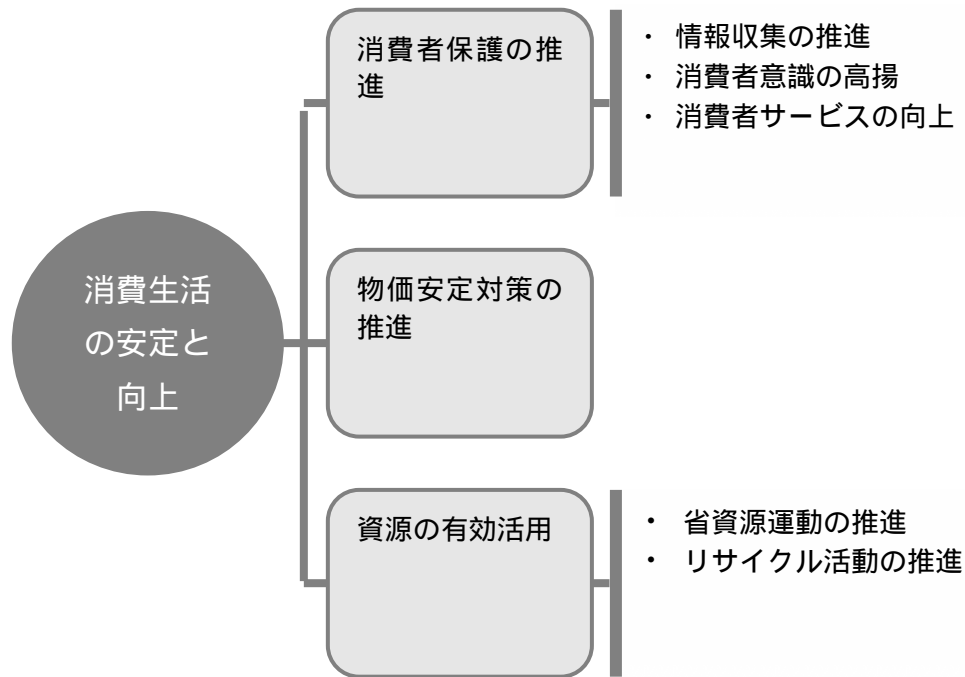 消費生活
の安定と
向上
消費者保護の推
進
・ 情報収集の推進
・ 消費者意識の高揚
・ 消費者サービスの向上
物価安定対策の
推進
資源の有効活用
・ 省資源運動の推進
・ リサイクル活動の推進